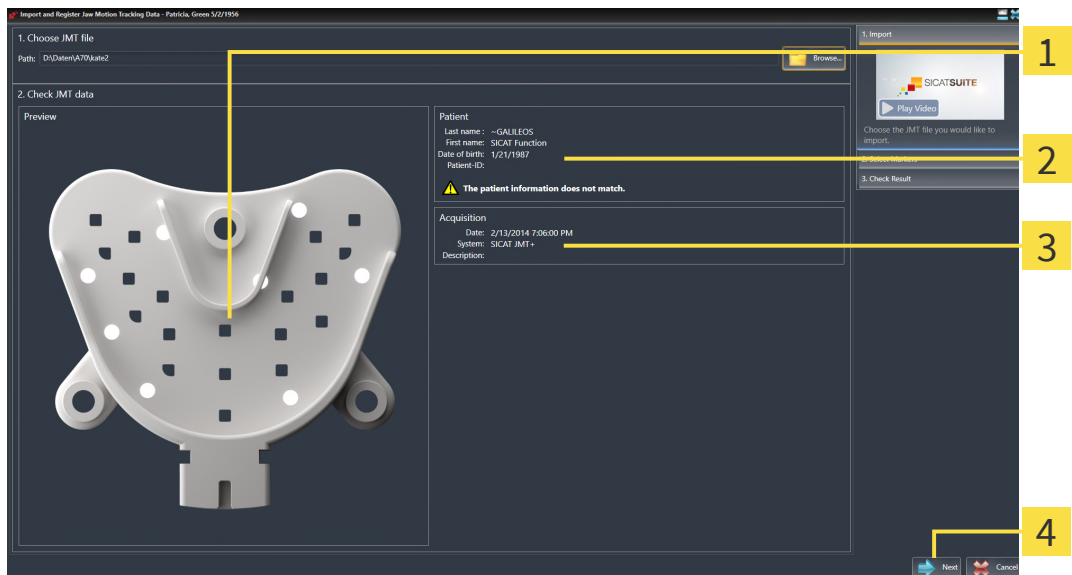 Import and Register Jaw Motion Tracking Data - Patricia, Green 5/2/1956
1. Choose JMT file
Path: D:\Daten\A70\kate2
Browse...
2. Check JMT data
Preview
Patient
Last name : ~GALILEOS
First name: SICAT Function
Date of birth: 1/21/1987
Patient-ID:
The patient information does not match.
Acquisition
Date: 2/13/2014 7:06:00 PM
System: SICAT JMT+
Description:
1. Import
SICATSUITE
Play Video
Choose the JMT file you would like to
import.
2. Select Markers
3. Check Result
Next
Cancel
1
2
3
4